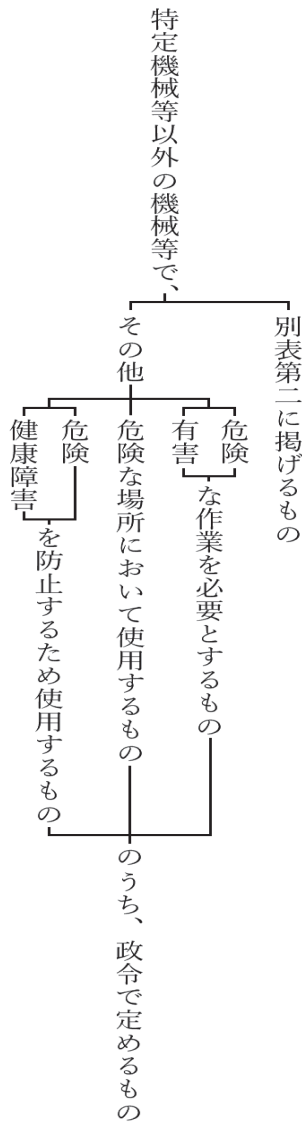 特定機械等以外の機械等で、
別表第二に掲げるもの
その他
危険
有害
な作業を必要とするもの
危険な場所において使用するもの
危険
健康障害
を防止するため使用するもの
のうち、政令で定めるもの